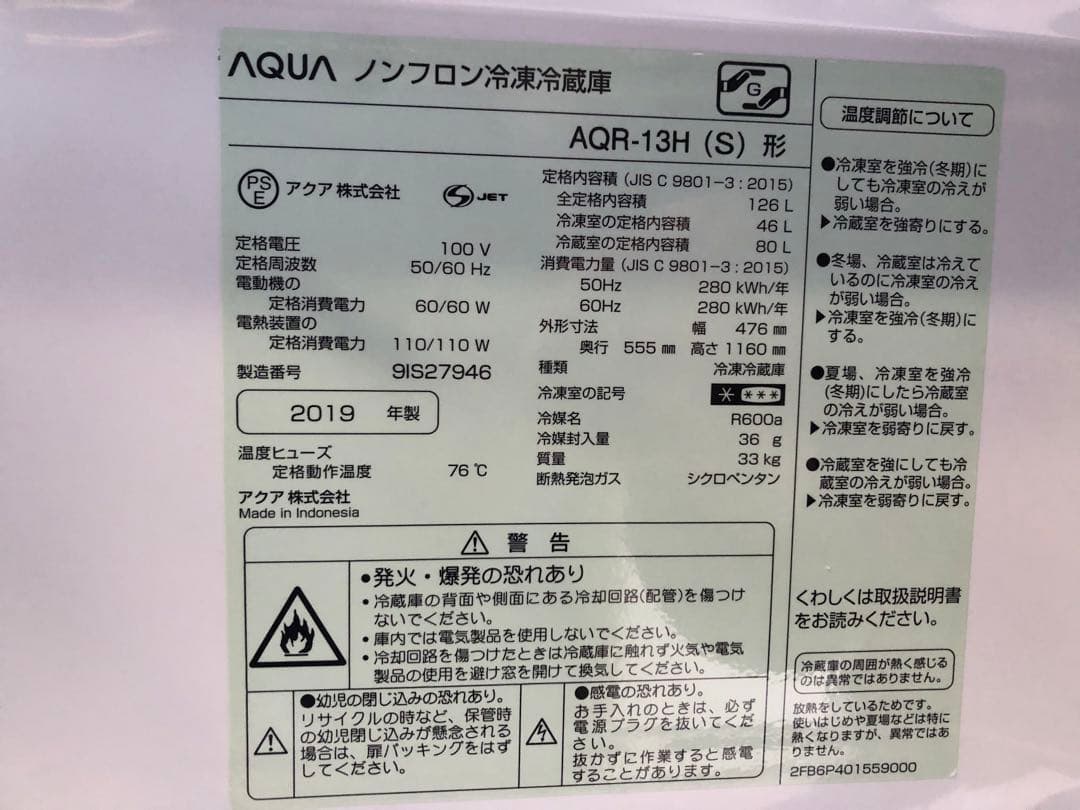 AQUA ノンフロン冷凍冷蔵庫
G
AQR-13H (S) 形
PS
E
アクア 株式会社
JET
定格電圧 100 V
定格周波数 50/60 Hz
電動機の
定格消費電力 60/60 W
電熱装置の
定格消費電力 110/110 W
製造番号 9IS27946
2019 年製
温度ヒューズ
定格動作温度 76 ℃
アクア 株式会社
Made in Indonesia
定格内容積 (JIS C 9801-3 : 2015)
全定格内容積 126 L
冷凍室の定格内容積 46 L
冷蔵室の定格内容積 80 L
消費電力量 (JIS C 9801-3 : 2015)
50Hz 280 kWh/年
60Hz 280 kWh/年
外形寸法 幅 476 ㎜
奥行 555 ㎜ 高さ 1160 ㎜
種類 冷凍冷蔵庫
冷凍室の記号 * ***
冷媒名 R600a
冷媒封入量 36 g
質量 33 kg
断熱発泡ガス シクロペンタン
⚠ 警 告
●発火・爆発の恐れあり
・冷蔵庫の背面や側面にある冷却回路(配管)を傷つけ
ないでください。
・庫内では電気製品を使用しないでください。
・冷却回路を傷つけたときは冷蔵庫に触れず火気や電気
製品の使用を避け窓を開けて換気してください。
●幼児の閉じ込みの恐れあり。
リサイクルの時など、保管時
の幼児閉じ込みが懸念される
場合は、扉パッキングをはず
してください。
●感電の恐れあり。
お手入れのときは、必ず
電源プラグを抜いてくだ
さい。
抜かずに作業すると感電
することがあります。
温度調節について
●冷凍室を強冷(冬期)に
しても冷凍室の冷えが
弱い場合。
▶冷蔵室を強寄りにする。
●冬場、冷蔵室は冷えて
いるのに冷凍室の冷え
が弱い場合。
▶冷凍室を強冷(冬期)に
する。
●夏場、冷凍室を強冷
(冬期)にしたら冷蔵室
の冷えが弱い場合。
▶冷凍室を弱寄りに戻す。
●冷蔵室を強にしても冷
蔵室の冷えが弱い場合。
▶冷凍室を弱寄りに戻す。
くわしくは取扱説明書
をお読みください。
冷蔵庫の周囲が熱く感じる
のは異常ではありません。
放熱をしているためです。
使いはじめや夏場などは特に
熱くなりますが、異常ではあ
りません。
2FB6P401559000